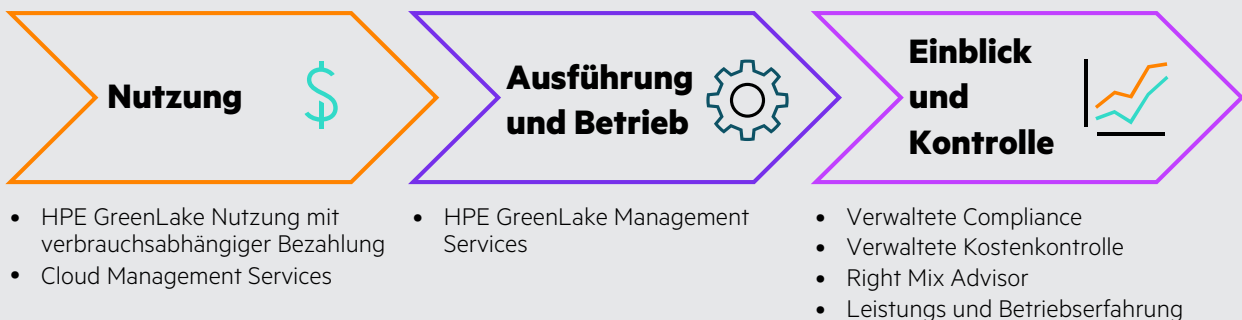 Nutzung
Ausführung
und Betrieb
Einblick
und
Kontrolle
• HPE GreenLake Nutzung mit
verbrauchsabhängiger Bezahlung
• Cloud Management Services
• HPE GreenLake Management
Services
• Verwaltete Compliance
• Verwaltete Kostenkontrolle
• Right Mix Advisor
• Leistungs und Betriebserfahrung